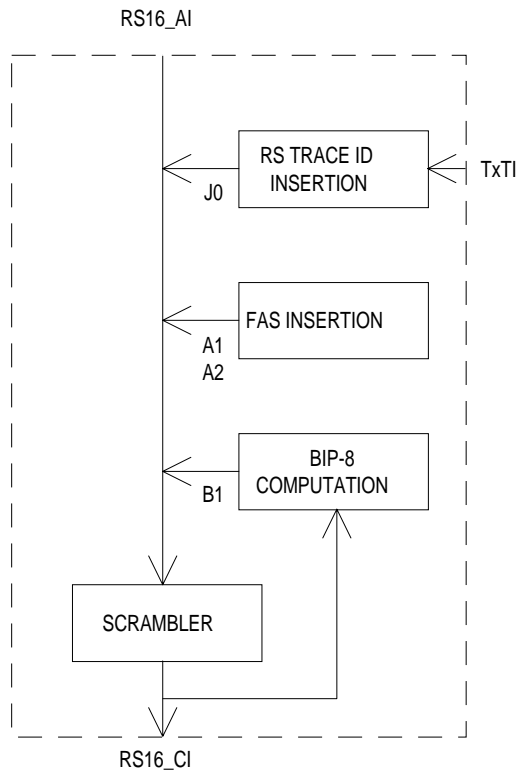 RS16_AI
RS TRACE ID
INSERTION
TxTI
J0
FAS INSERTION
A1
A2
BIP-8
COMPUTATION
B1
SCRAMBLER
RS16_CI